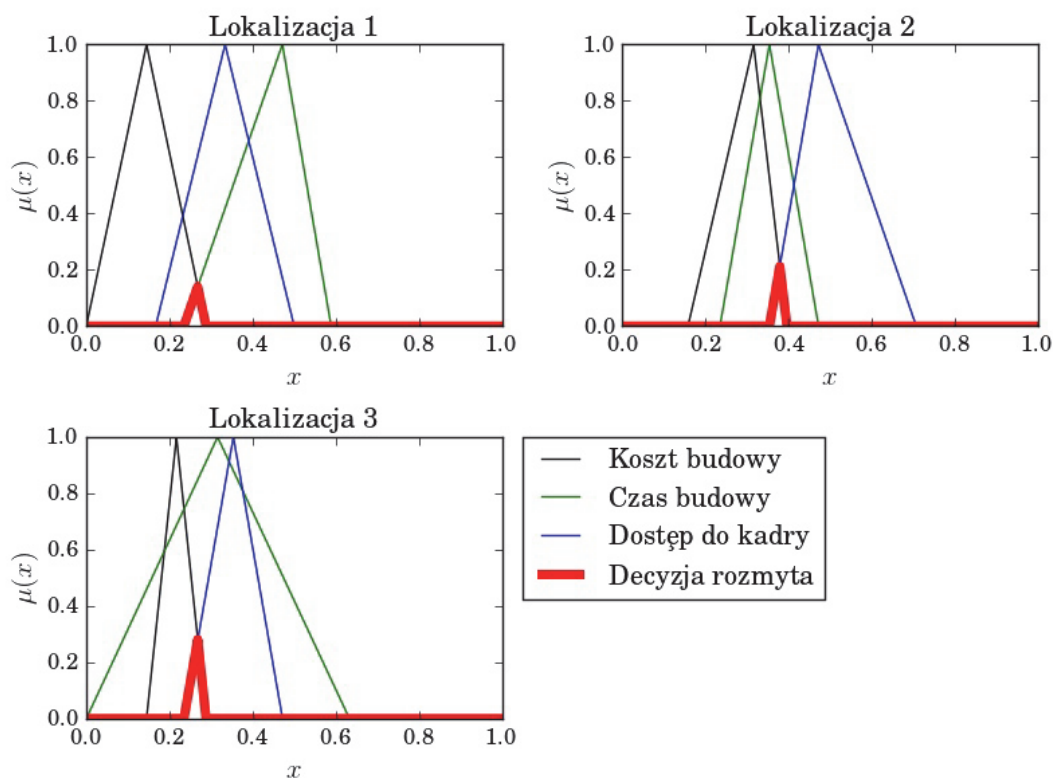 Lokalizacja 1
1.0
0.8
0.6
0.4
0.2
0.0
μ(x)
0.0 0.2 0.4 0.6 0.8 1.0
x
Lokalizacja 2
1.0
0.8
0.6
0.4
0.2
0.0
μ(x)
0.0 0.2 0.4 0.6 0.8 1.0
x
Lokalizacja 3
1.0
0.8
0.6
0.4
0.2
0.0
μ(x)
0.0 0.2 0.4 0.6 0.8 1.0
x
Koszt budowy
Czas budowy
Dostęp do kadry
Decyzja rozmyta